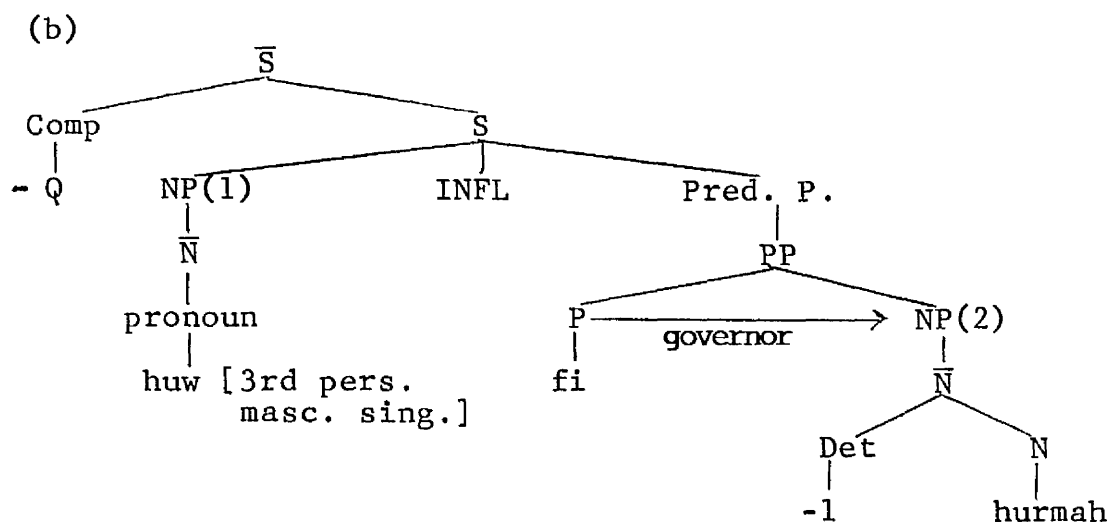 (b)
S̄
Comp S
- Q NP(1) INFL Pred. P.
N̄ PP
pronoun P governor NP(2)
huw [3rd pers. fi N̄
masc. sing.]
Det N
-l hurmah